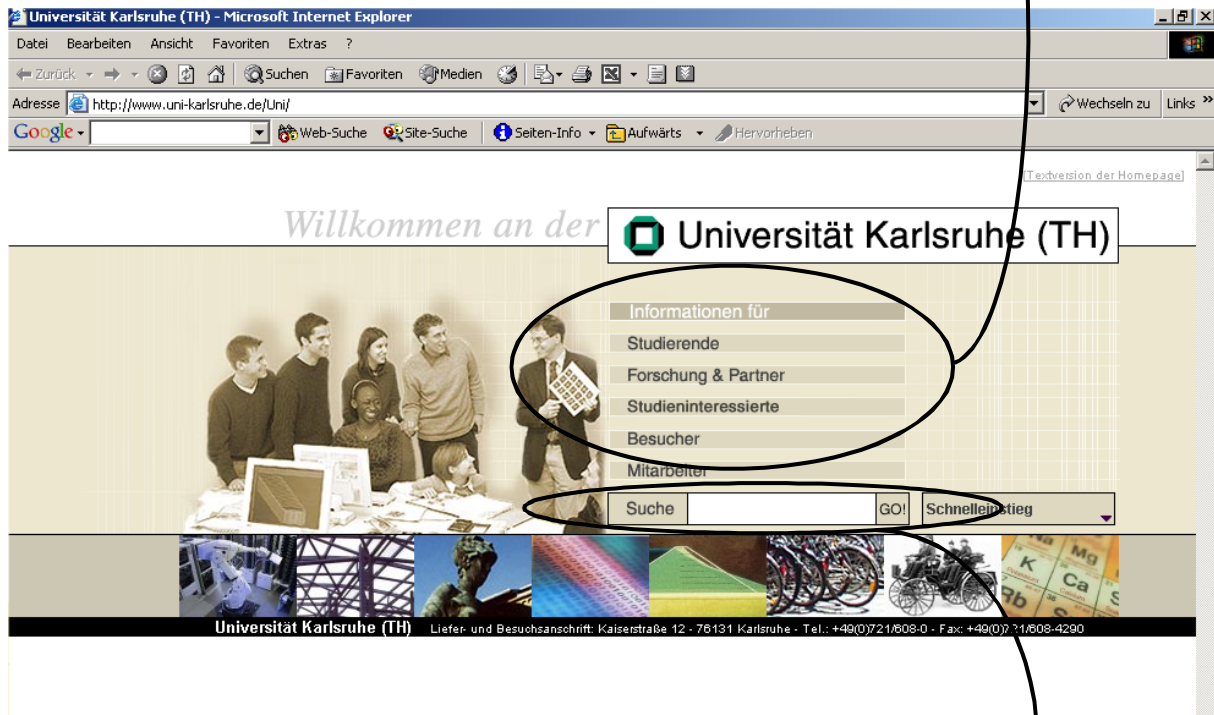 Universität Karlsruhe (TH) - Microsoft Internet Explorer
Datei Bearbeiten Ansicht Favoriten Extras ?
Zurück Suchen Favoriten Medien
Adresse http://www.uni-karlsruhe.de/Uni/ Wechseln zu Links »
Google Web-Suche Site-Suche Seiten-Info Aufwärts Hervorheben
[Textversion der Homepage]
Willkommen an der Universität Karlsruhe (TH)
Informationen für
Studierende
Forschung & Partner
Studieninteressierte
Besucher
Mitarbeiter
Suche GO! Schnelleinstieg
Na Mg
K Ca
Rb S
Universität Karlsruhe (TH) Liefer- und Besuchsanschrift: Kaiserstraße 12 - 76131 Karlsruhe - Tel.: +49(0)721/608-0 - Fax: +49(0)721/608-4290